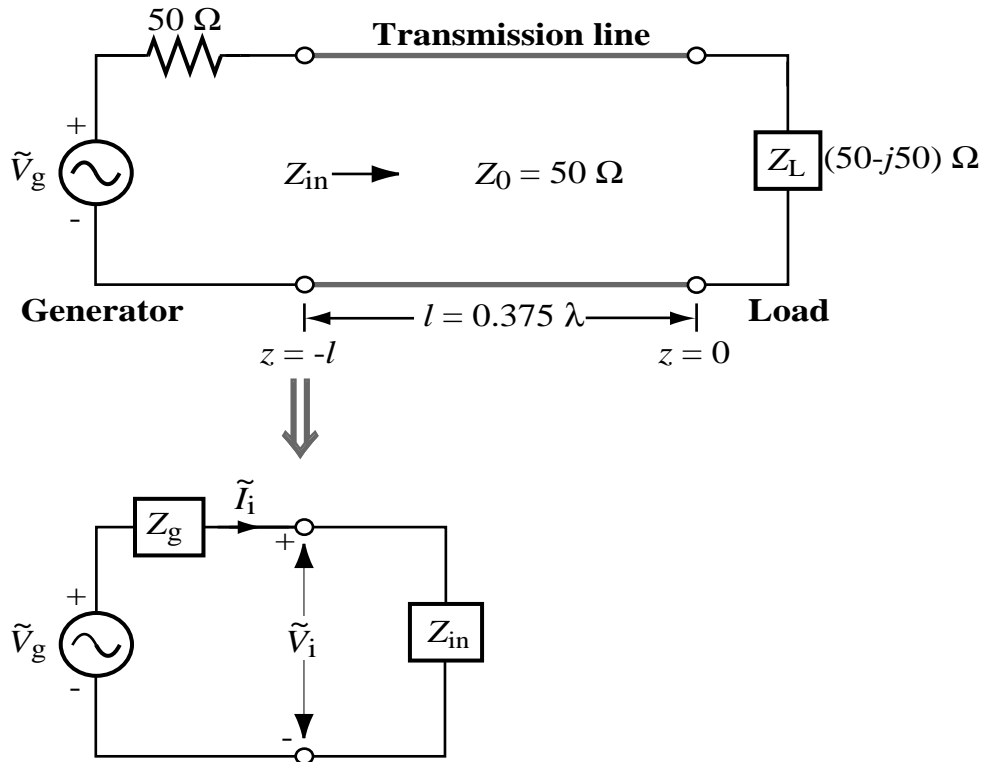 50 Ω
Transmission line
+
Ṽg
-
Zin
Z0 = 50 Ω
ZL
(50-j50) Ω
Generator
l = 0.375 λ
Load
z = -l
z = 0
Ĩi
Zg
+
+
Ṽg
-
Ṽi
Zin
-